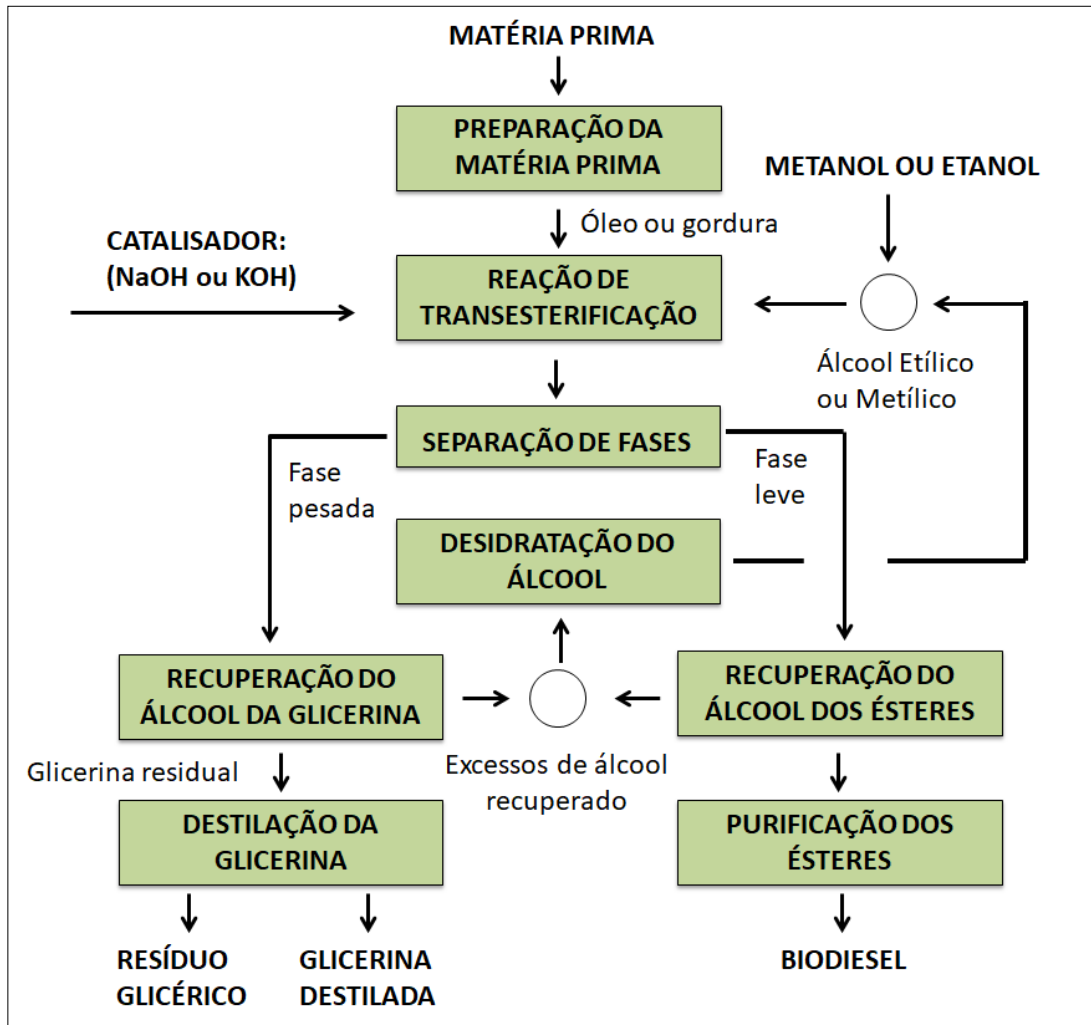 MATÉRIA PRIMA
PREPARAÇÃO DA
MATÉRIA PRIMA
METANOL OU ETANOL
Óleo ou gordura
CATALISADOR:
(NaOH ou KOH)
REAÇÃO DE
TRANSESTERIFICAÇÃO
Álcool Etílico
ou Metílico
SEPARAÇÃO DE FASES
Fase
pesada
Fase
leve
DESIDRATAÇÃO DO
ÁLCOOL
RECUPERAÇÃO DO
ÁLCOOL DA GLICERINA
RECUPERAÇÃO DO
ÁLCOOL DOS ÉSTERES
Glicerina residual
Excessos de álcool
recuperado
DESTILAÇÃO DA
GLICERINA
PURIFICAÇÃO DOS
ÉSTERES
RESÍDUO
GLICÉRICO
GLICERINA
DESTILADA
BIODIESEL